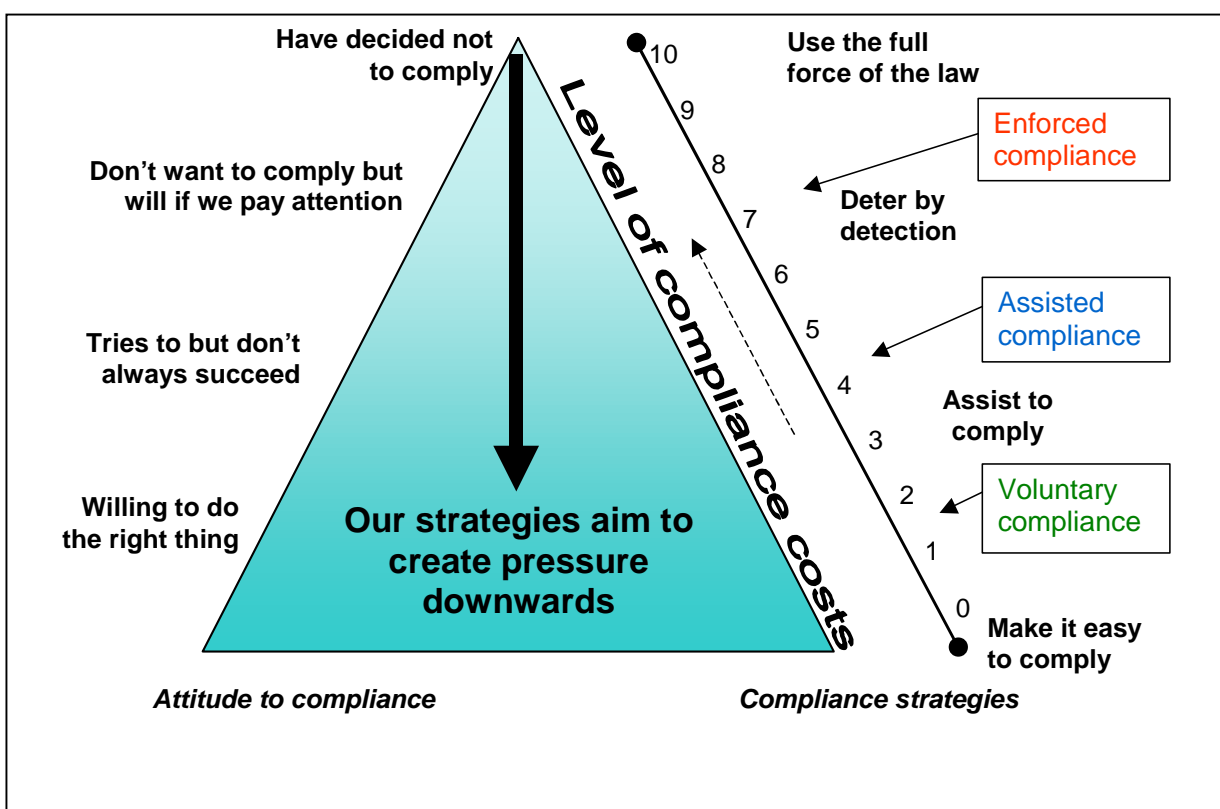 Have decided not
to comply
Don’t want to comply but
will if we pay attention
Tries to but don’t
always succeed
Willing to do
the right thing
Our strategies aim to
create pressure
downwards
Level of compliance costs
10
9
8
7
6
5
4
3
2
1
0
Use the full
force of the law
Enforced
compliance
Deter by
detection
Assisted
compliance
Assist to
comply
Voluntary
compliance
Make it easy
to comply
Attitude to compliance
Compliance strategies